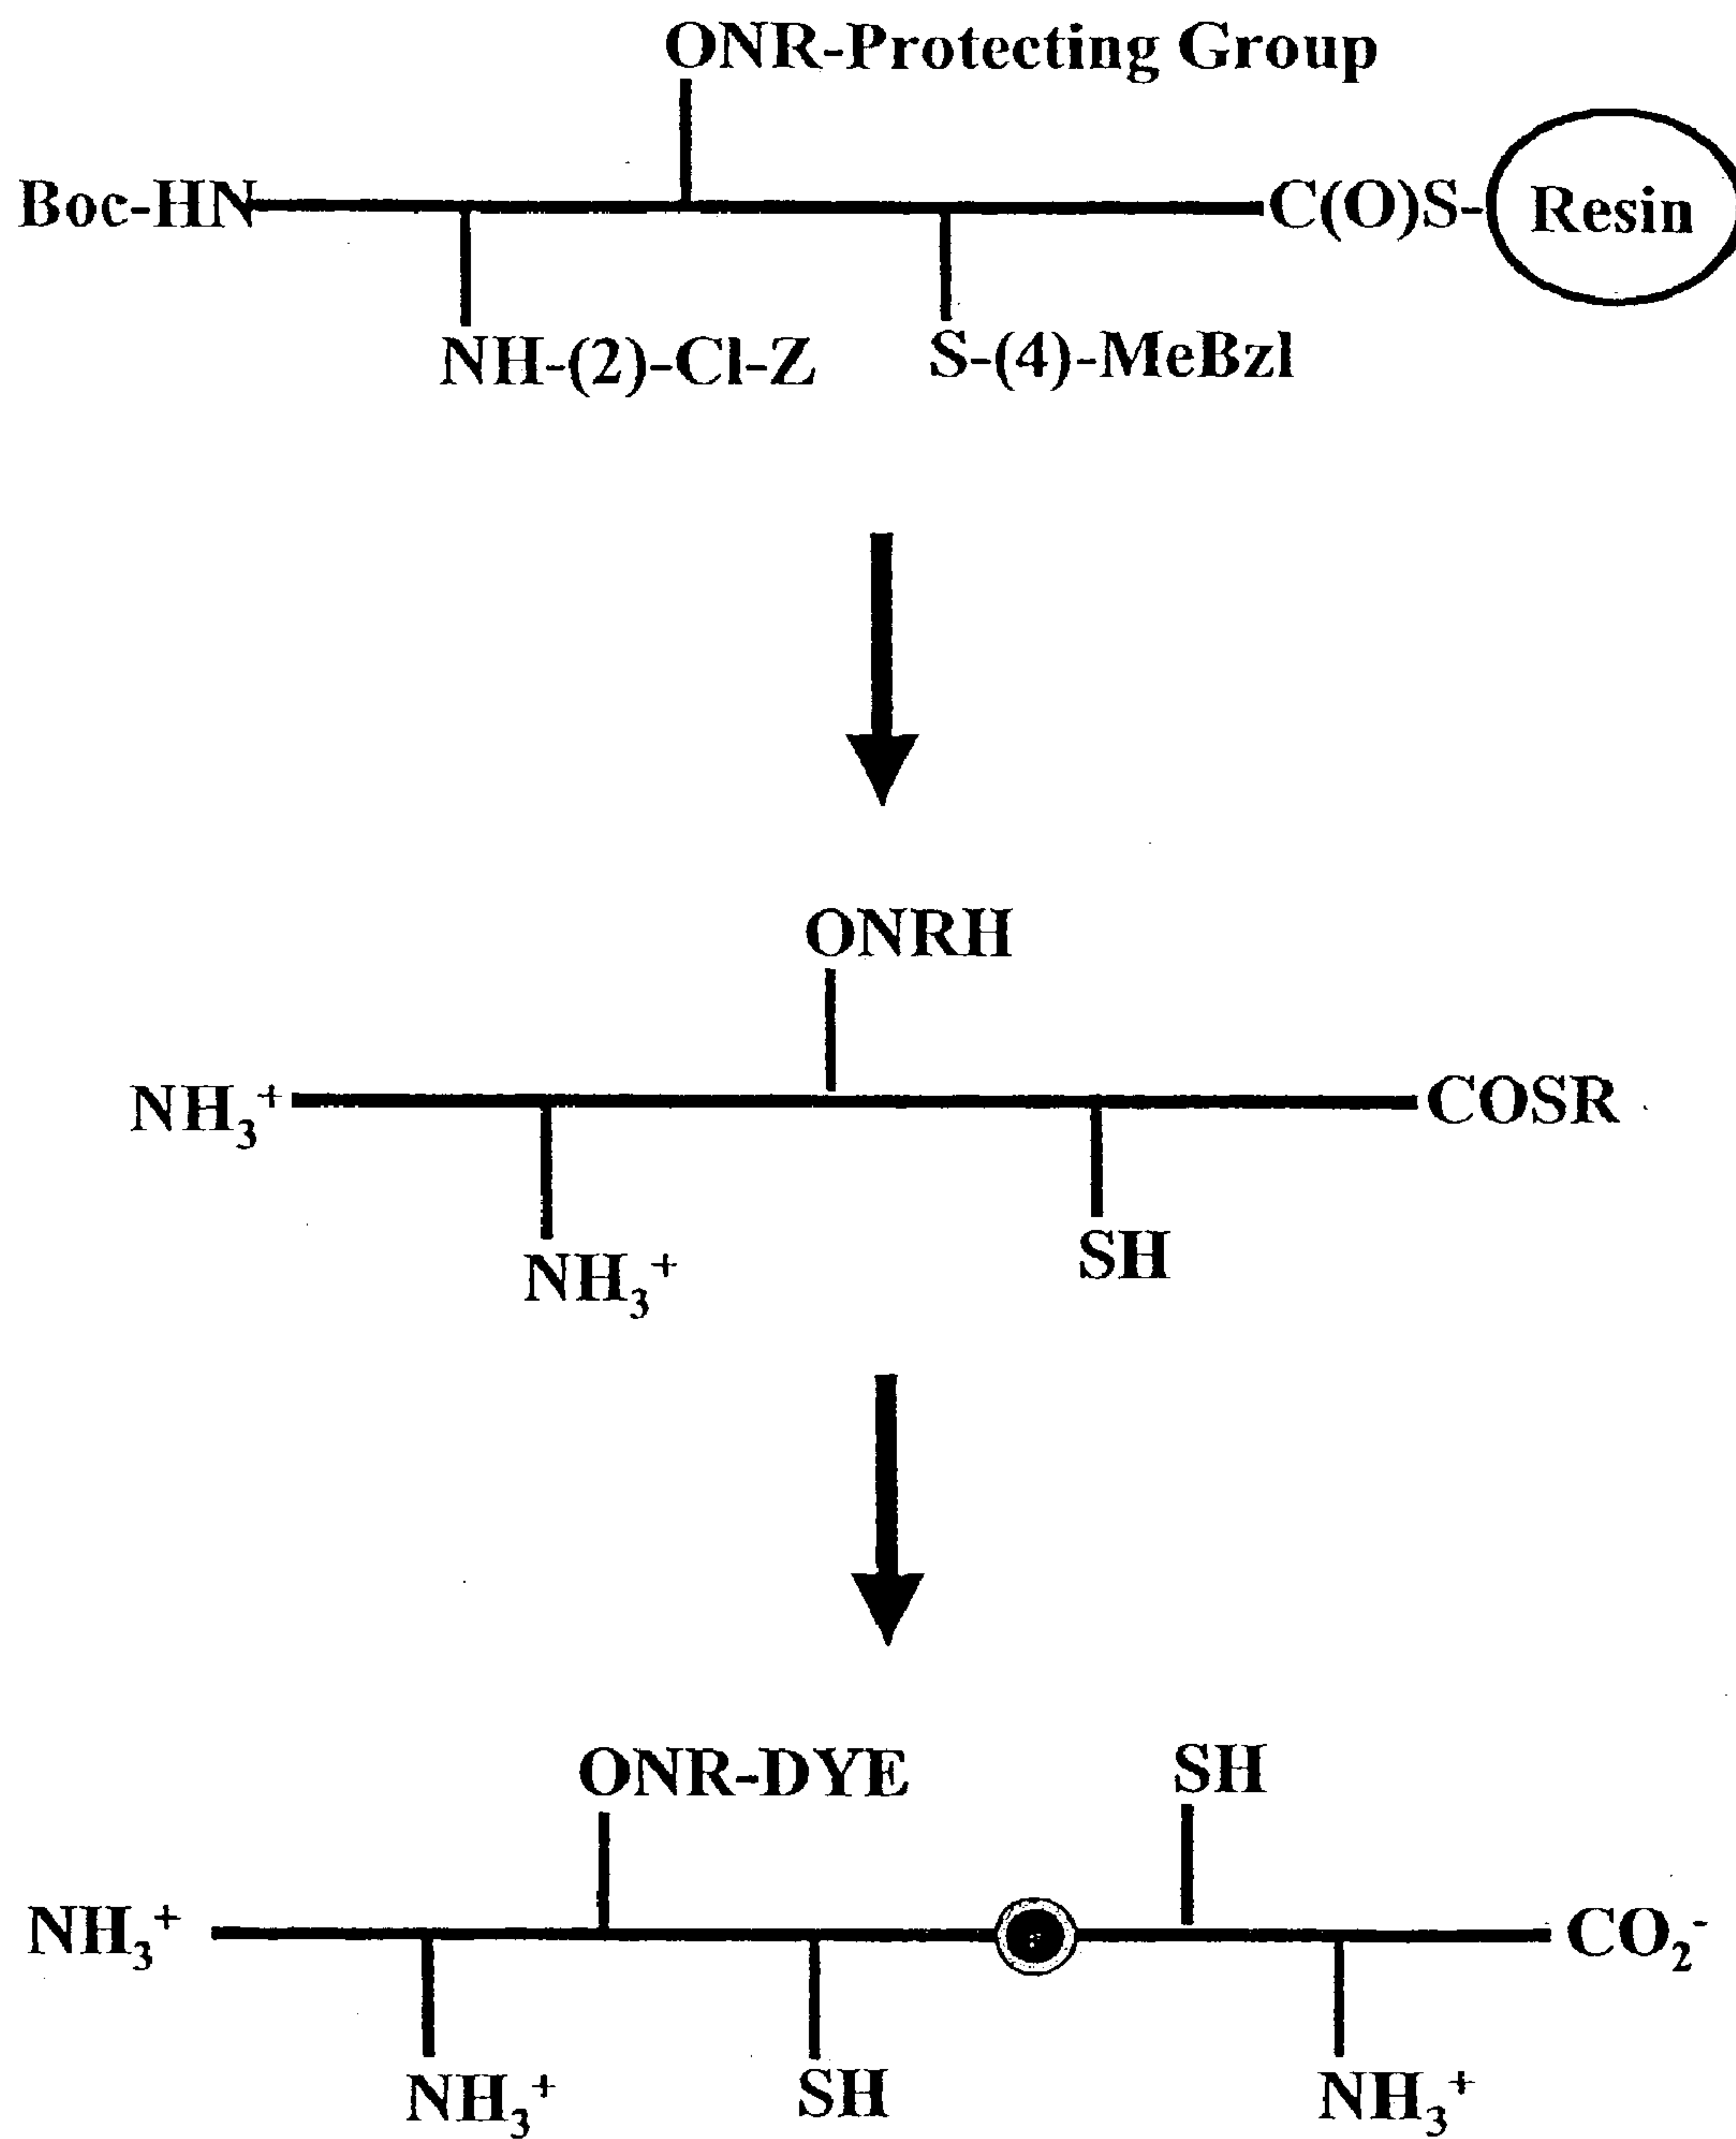 ONR-Protecting Group
Boc-HN
C(O)S-
Resin
NH-(2)-Cl-Z
S-(4)-MeBzl
ONRH
NH₃⁺
COSR
NH₃⁺
SH
ONR-DYE
SH
NH₃⁺
CO₂⁻
NH₃⁺
SH
NH₃⁺